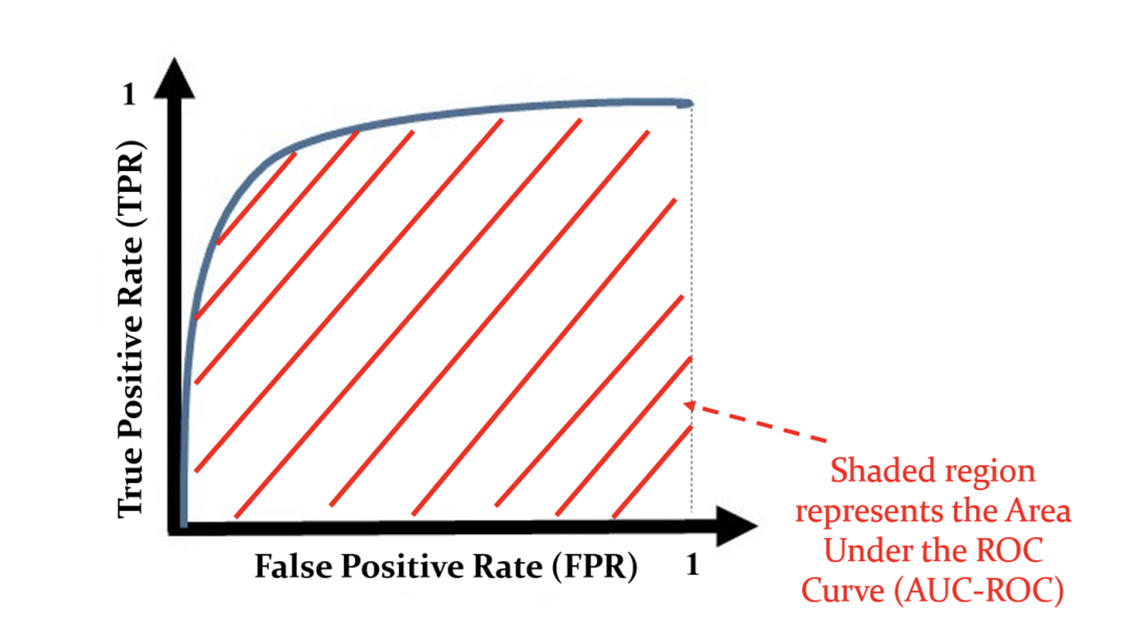 1
True Positive Rate (TPR)
False Positive Rate (FPR)
1
Shaded region
represents the Area
Under the ROC
Curve (AUC-ROC)